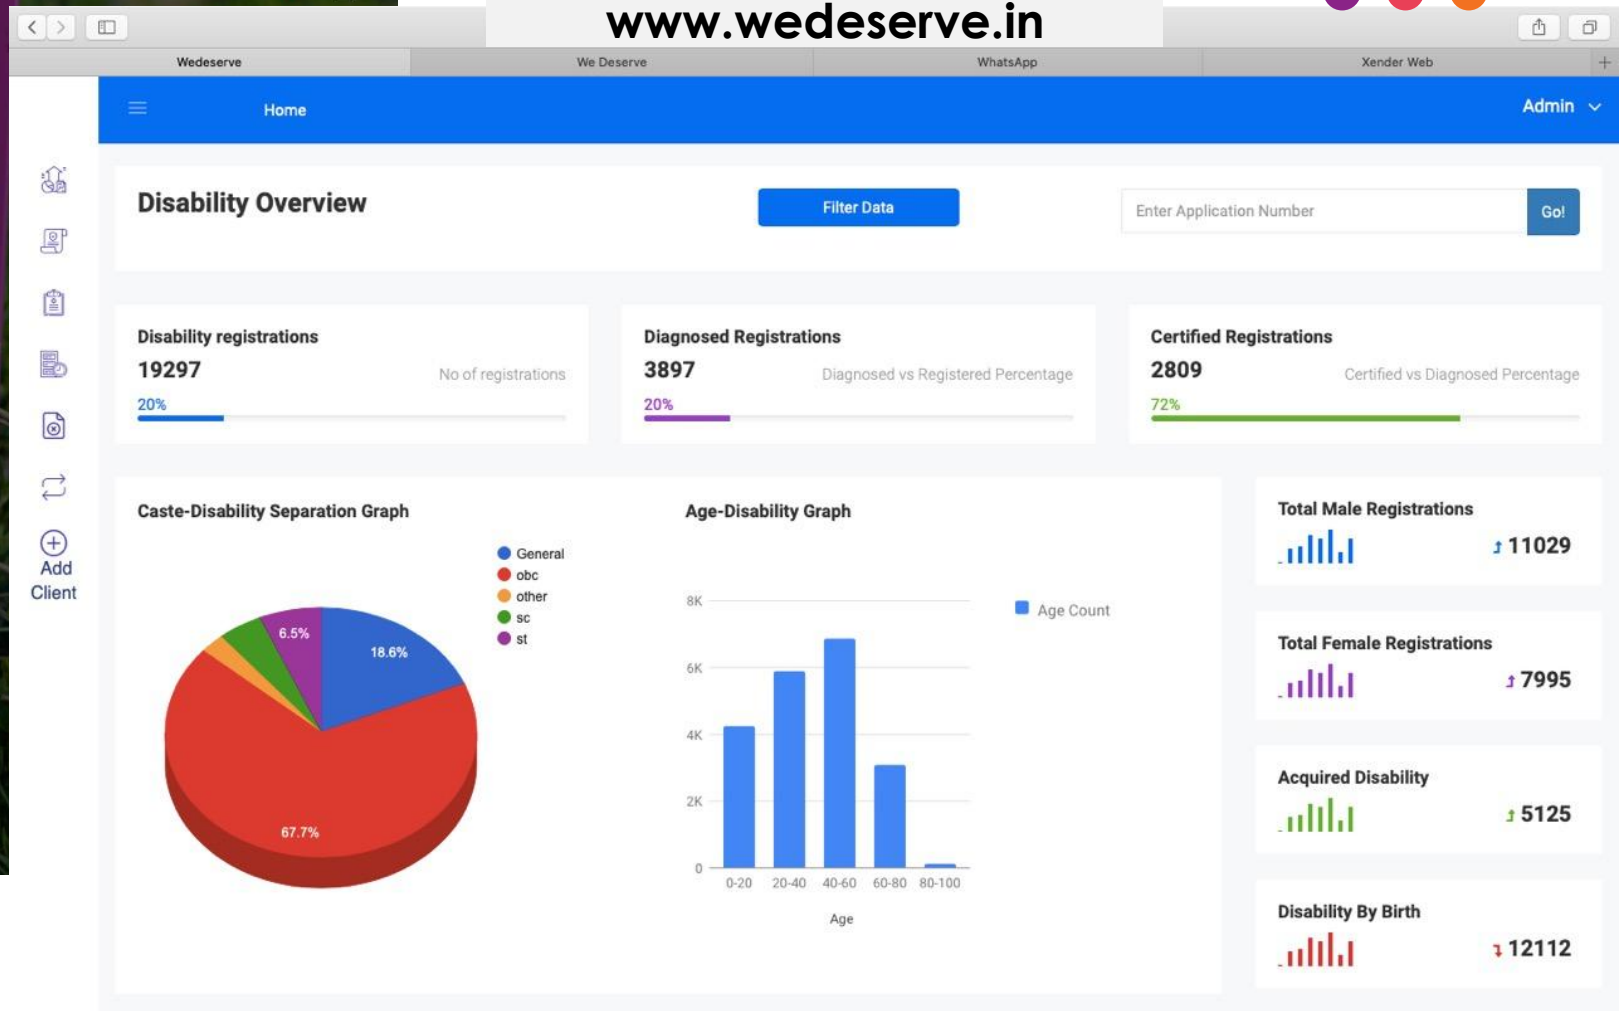 www.wedeserve.in
Wedeserve
We Deserve
WhatsApp
Xender Web
Home
Admin
Disability Overview
Filter Data
Enter Application Number
Go!
Add
Client
Disability registrations
19297
No of registrations
20%
Diagnosed Registrations
3897
Diagnosed vs Registered Percentage
20%
Certified Registrations
2809
Certified vs Diagnosed Percentage
72%
Caste-Disability Separation Graph
General
obc
other
sc
st
6.5%
18.6%
67.7%
Age-Disability Graph
8K
6K
4K
2K
0
0-20 20-40 40-60 60-80 80-100
Age
Age Count
Total Male Registrations
11029
Total Female Registrations
7995
Acquired Disability
5125
Disability By Birth
12112